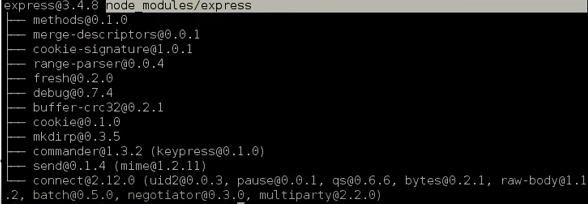 express@3.4.8 node_modules/express
├── methods@0.1.0
├── merge-descriptors@0.0.1
├── cookie-signature@1.0.1
├── range-parser@0.0.4
├── fresh@0.2.0
├── debug@0.7.4
├── buffer-crc32@0.2.1
├── cookie@0.1.0
├── mkdirp@0.3.5
├── commander@1.3.2 (keypress@0.1.0)
├── send@0.1.4 (mime@1.2.11)
└── connect@2.12.0 (uid2@0.0.3, pause@0.0.1, qs@0.6.6, bytes@0.2.1, raw-body@1.1
.2, batch@0.5.0, negotiator@0.3.0, multiparty@2.2.0)